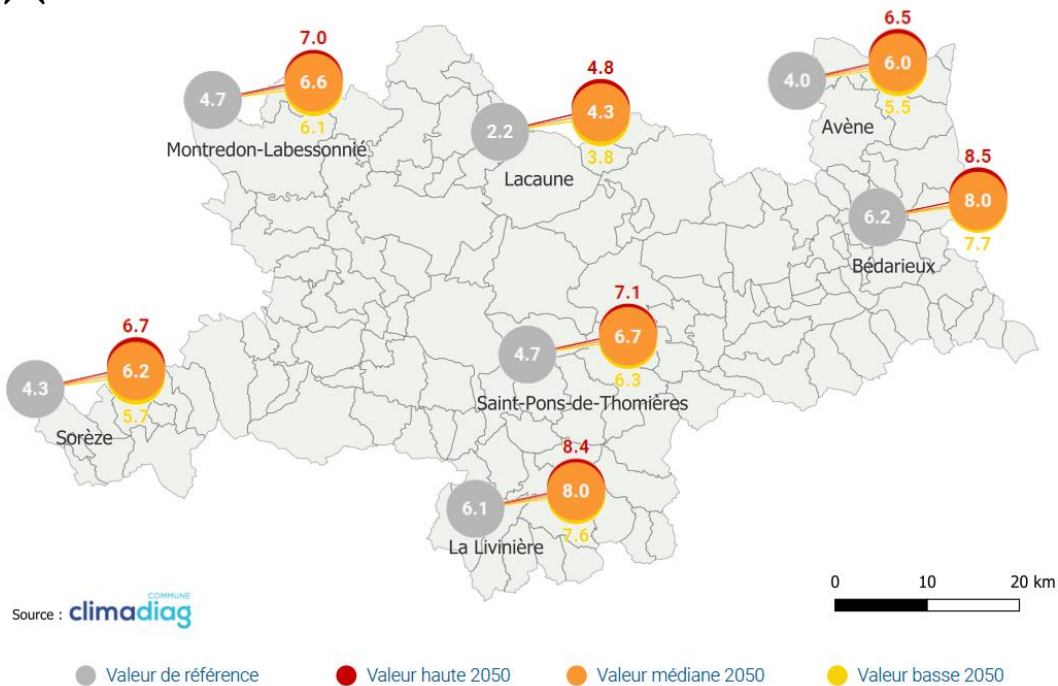 7.0
4.7
6.6
6.1
Montredon-Labessonnié
4.8
2.2
4.3
3.8
Lacaune
6.5
4.0
6.0
5.5
Avène
8.5
6.2
8.0
7.7
Bédarieux
7.1
4.7
6.7
6.3
Saint-Pons-de-Thomières
6.7
4.3
6.2
5.7
Sorèze
8.4
6.1
8.0
7.6
La Livinière
0 10 20 km
COMMUNE
Source : climadiag
Valeur de référence Valeur haute 2050 Valeur médiane 2050 Valeur basse 2050